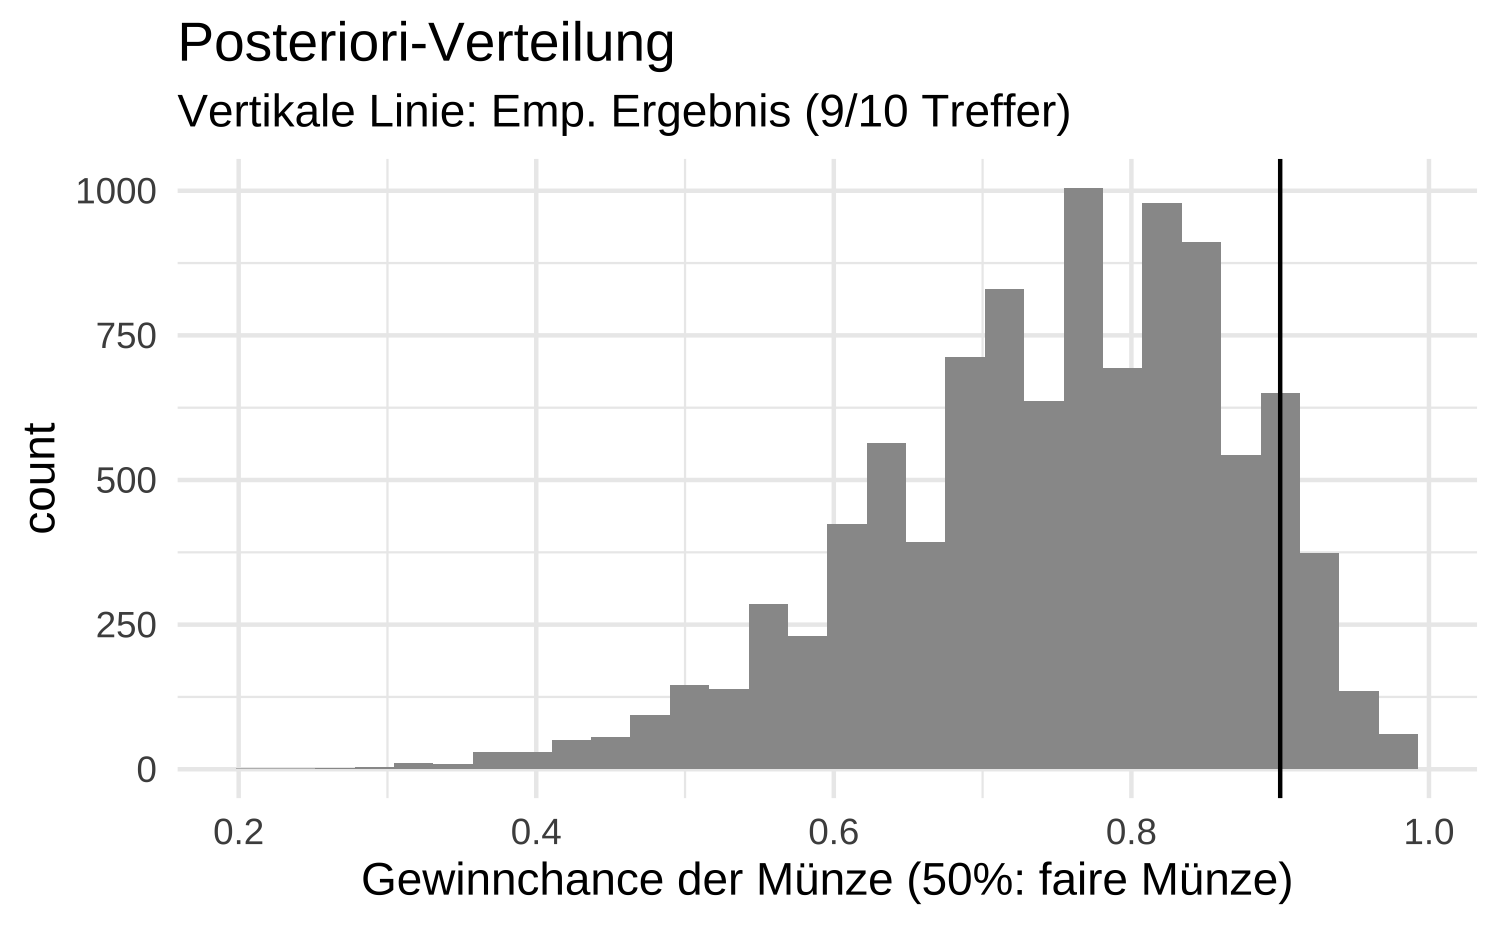 Posteriori-Verteilung
Vertikale Linie: Emp. Ergebnis (9/10 Treffer)
1000
750
500
250
0
count
0.2 0.4 0.6 0.8 1.0
Gewinnchance der Münze (50%: faire Münze)